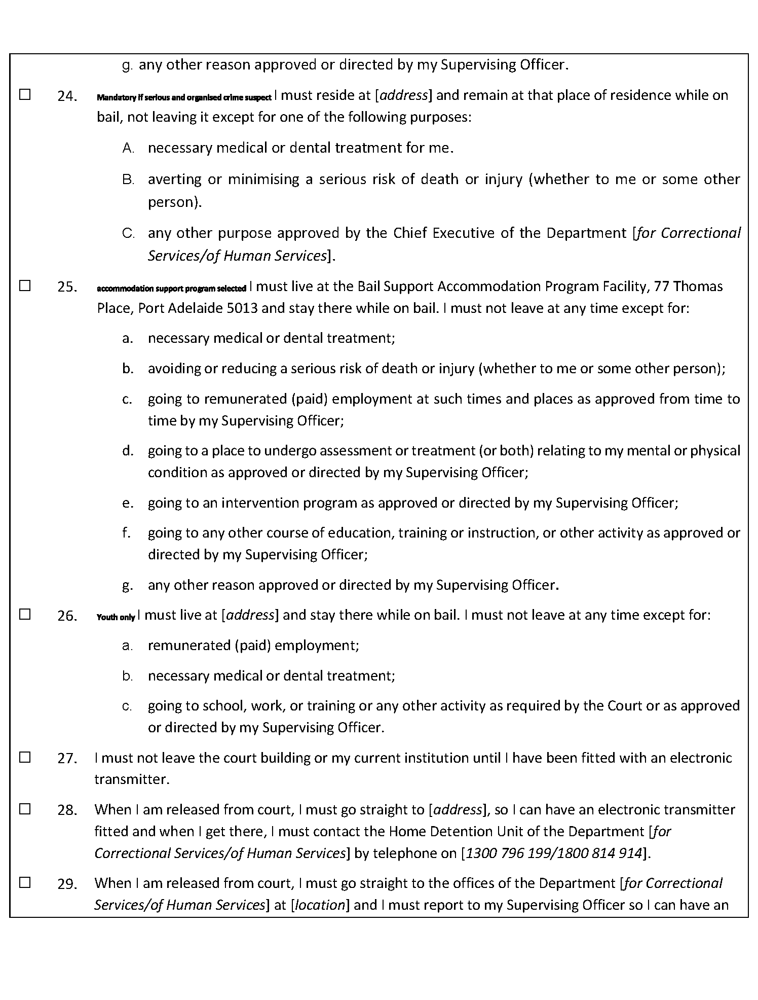 g. any other reason approved or directed by my Supervising Officer.
☐ 24. Mandatory if serious and organised crime suspect I must reside at [address] and remain at that place of residence while on
bail, not leaving it except for one of the following purposes:
A. necessary medical or dental treatment for me.
B. averting or minimising a serious risk of death or injury (whether to me or some other
person).
C. any other purpose approved by the Chief Executive of the Department [for Correctional
Services/of Human Services].
☐ 25. accommodation support program selected I must live at the Bail Support Accommodation Program Facility, 77 Thomas
Place, Port Adelaide 5013 and stay there while on bail. I must not leave at any time except for:
a. necessary medical or dental treatment;
b. avoiding or reducing a serious risk of death or injury (whether to me or some other person);
c. going to remunerated (paid) employment at such times and places as approved from time to
time by my Supervising Officer;
d. going to a place to undergo assessment or treatment (or both) relating to my mental or physical
condition as approved or directed by my Supervising Officer;
e. going to an intervention program as approved or directed by my Supervising Officer;
f. going to any other course of education, training or instruction, or other activity as approved or
directed by my Supervising Officer;
g. any other reason approved or directed by my Supervising Officer.
☐ 26. Youth only I must live at [address] and stay there while on bail. I must not leave at any time except for:
a. remunerated (paid) employment;
b. necessary medical or dental treatment;
c. going to school, work, or training or any other activity as required by the Court or as approved
or directed by my Supervising Officer.
☐ 27. I must not leave the court building or my current institution until I have been fitted with an electronic
transmitter.
☐ 28. When I am released from court, I must go straight to [address], so I can have an electronic transmitter
fitted and when I get there, I must contact the Home Detention Unit of the Department [for
Correctional Services/of Human Services] by telephone on [1300 796 199/1800 814 914].
☐ 29. When I am released from court, I must go straight to the offices of the Department [for Correctional
Services/of Human Services] at [location] and I must report to my Supervising Officer so I can have an